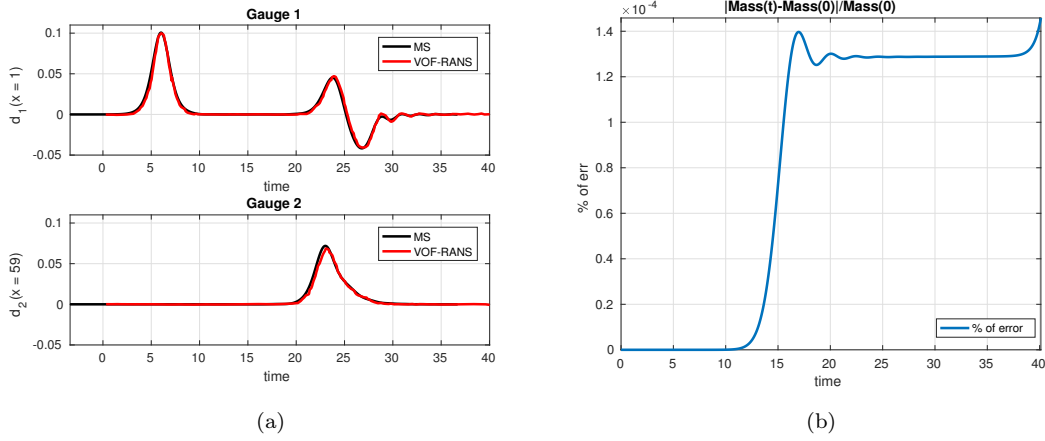 Gauge 1
0.1
0.05
0
-0.05
d1(x = 1)
MS
VOF-RANS
0 5 10 15 20 25 30 35 40
time
Gauge 2
0.1
0.05
0
-0.05
d2(x = 59)
MS
VOF-RANS
0 5 10 15 20 25 30 35 40
time
(a)
|Mass(t)-Mass(0)|/Mass(0)
×10-4
1.4
1.2
1
0.8
0.6
0.4
0.2
0
% of err
% of error
0 5 10 15 20 25 30 35 40
time
(b)